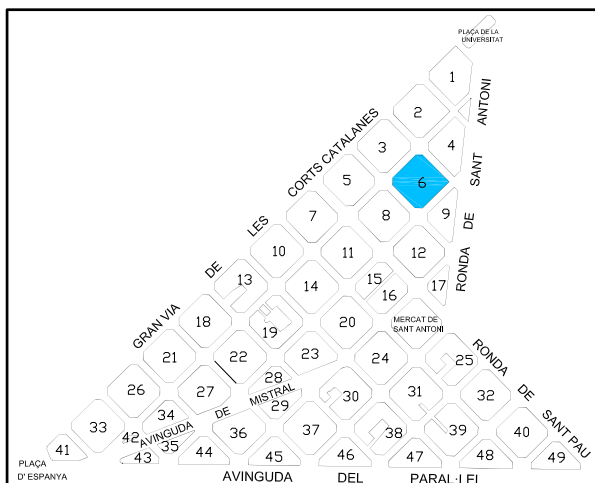 PLAÇA DE LA
UNIVERSITAT
1
2
ANTONI
CORTS CATALANES
3
4
SANT
5
6
7
8
9
DE
LES
10
11
12
RONDA
DE
13
14
15
16
17
GRAN VIA
18
19
20
MERCAT DE
SANT ANTONI
21
22
23
24
25
RONDA
26
27
28
MISTRAL
29
30
31
32
DE
33
34
DE
AVINGUDA
35
36
37
38
39
40
SANT PAU
41
42
43
44
45
46
47
48
49
PLAÇA
D' ESPANYA
AVINGUDA DEL PARAL·LEL